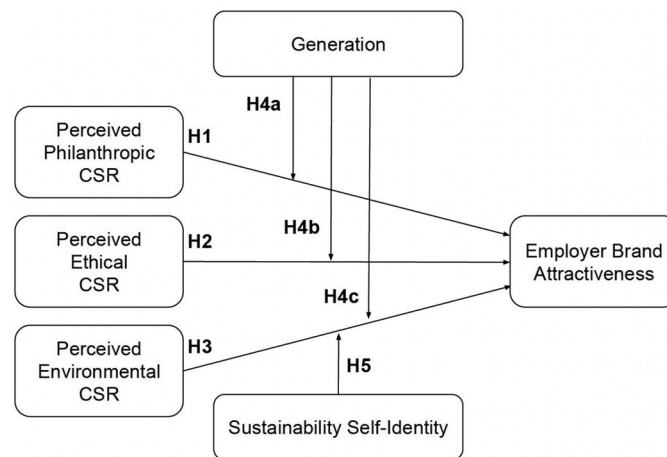 Generation
H4a
Perceived
Philanthropic
CSR
H1
Perceived
Ethical
CSR
H2
H4b
Employer Brand
Attractiveness
H4c
Perceived
Environmental
CSR
H3
H5
Sustainability Self-Identity